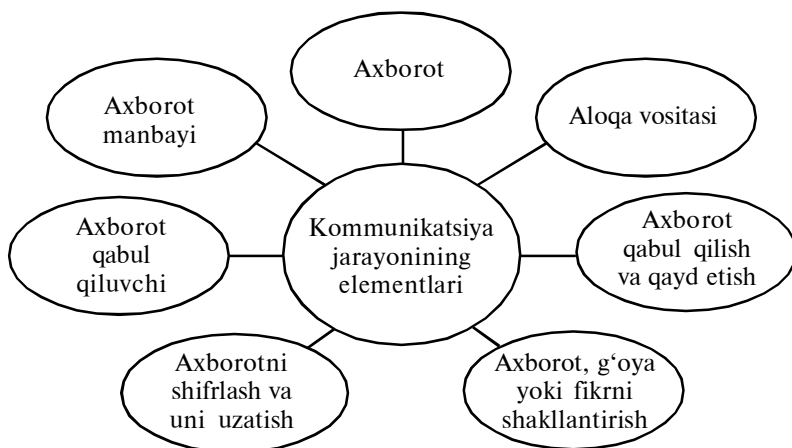 Axborot
Axborot
manbayi
Aloqa vositasi
Axborot
qabul
qiluvchi
Kommunikatsiya
jarayonining
elementlari
Axborot
qabul qilish
va qayd etish
Axborotni
shifrlash va
uni uzatish
Axborot, g‘oya
yoki fikrni
shakllantirish